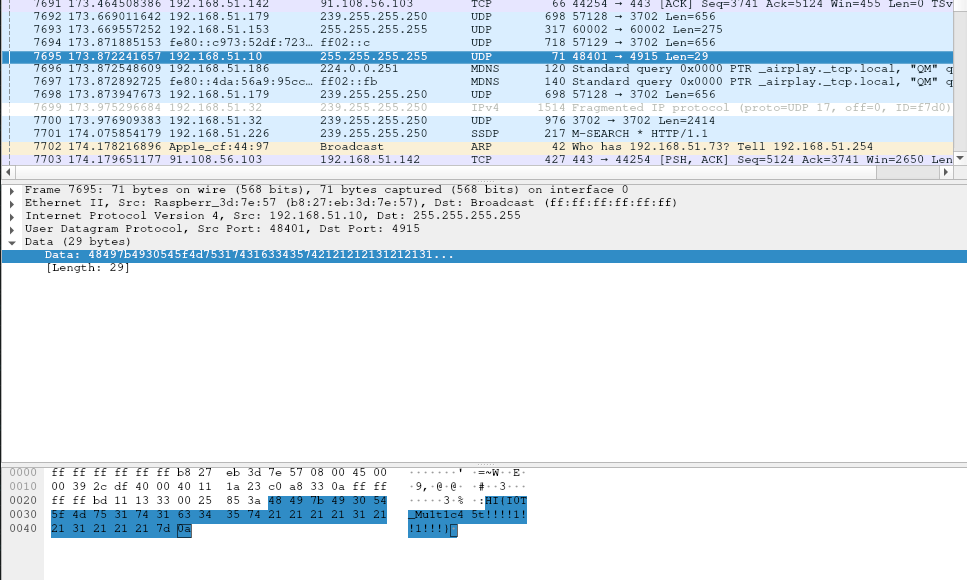 7691 173.464508386 192.168.51.142 91.108.56.103 TCP 66 44254 → 443 [ACK] Seq=3741 Ack=5124 Win=455 Len=0 TSv
7692 173.669011642 192.168.51.179 239.255.255.250 UDP 698 57128 → 3702 Len=656
7693 173.669557252 192.168.51.153 255.255.255.255 UDP 317 60002 → 60002 Len=275
7694 173.871885153 fe80::c973:52df:723… ff02::c UDP 718 57129 → 3702 Len=656
7695 173.872241657 192.168.51.10 255.255.255.255 UDP 71 48401 → 4915 Len=29
7696 173.872548609 192.168.51.186 224.0.0.251 MDNS 120 Standard query 0x0000 PTR _airplay._tcp.local, "QM" q
7697 173.872892725 fe80::4da:56a9:95cc… ff02::fb MDNS 140 Standard query 0x0000 PTR _airplay._tcp.local, "QM" q
7698 173.873947673 192.168.51.179 239.255.255.250 UDP 698 57128 → 3702 Len=656
7699 173.975296684 192.168.51.32 239.255.255.250 IPv4 1514 Fragmented IP protocol (proto=UDP 17, off=0, ID=f7d0)
7700 173.976909383 192.168.51.32 239.255.255.250 UDP 976 3702 → 3702 Len=2414
7701 174.075854179 192.168.51.226 239.255.255.250 SSDP 217 M-SEARCH * HTTP/1.1
7702 174.178216896 Apple_cf:44:97 Broadcast ARP 42 Who has 192.168.51.73? Tell 192.168.51.254
7703 174.179651177 91.108.56.103 192.168.51.142 TCP 427 443 → 44254 [PSH, ACK] Seq=5124 Ack=3741 Win=2650 Len
Frame 7695: 71 bytes on wire (568 bits), 71 bytes captured (568 bits) on interface 0
Ethernet II, Src: Raspberr_3d:7e:57 (b8:27:eb:3d:7e:57), Dst: Broadcast (ff:ff:ff:ff:ff:ff)
Internet Protocol Version 4, Src: 192.168.51.10, Dst: 255.255.255.255
User Datagram Protocol, Src Port: 48401, Dst Port: 4915
Data (29 bytes)
Data: 48497b4930545f4d7531743163343574212121213121​2131...
[Length: 29]
0000 ff ff ff ff ff ff b8 27 eb 3d 7e 57 08 00 45 00 ·······' ·=~W··E·
0010 00 39 2c df 40 00 40 11 1a 23 c0 a8 33 0a ff ff ·9,·@·@· ·#··3···
0020 ff ff bd 11 13 33 00 25 85 3a 48 49 7b 49 30 54 ·····3·% ·:HI{I0T
0030 5f 4d 75 31 74 31 63 34 35 74 21 21 21 21 31 21 _Mu1t1c4 5t!!!!1!
0040 21 31 21 21 21 7d 0a !1!!!}·